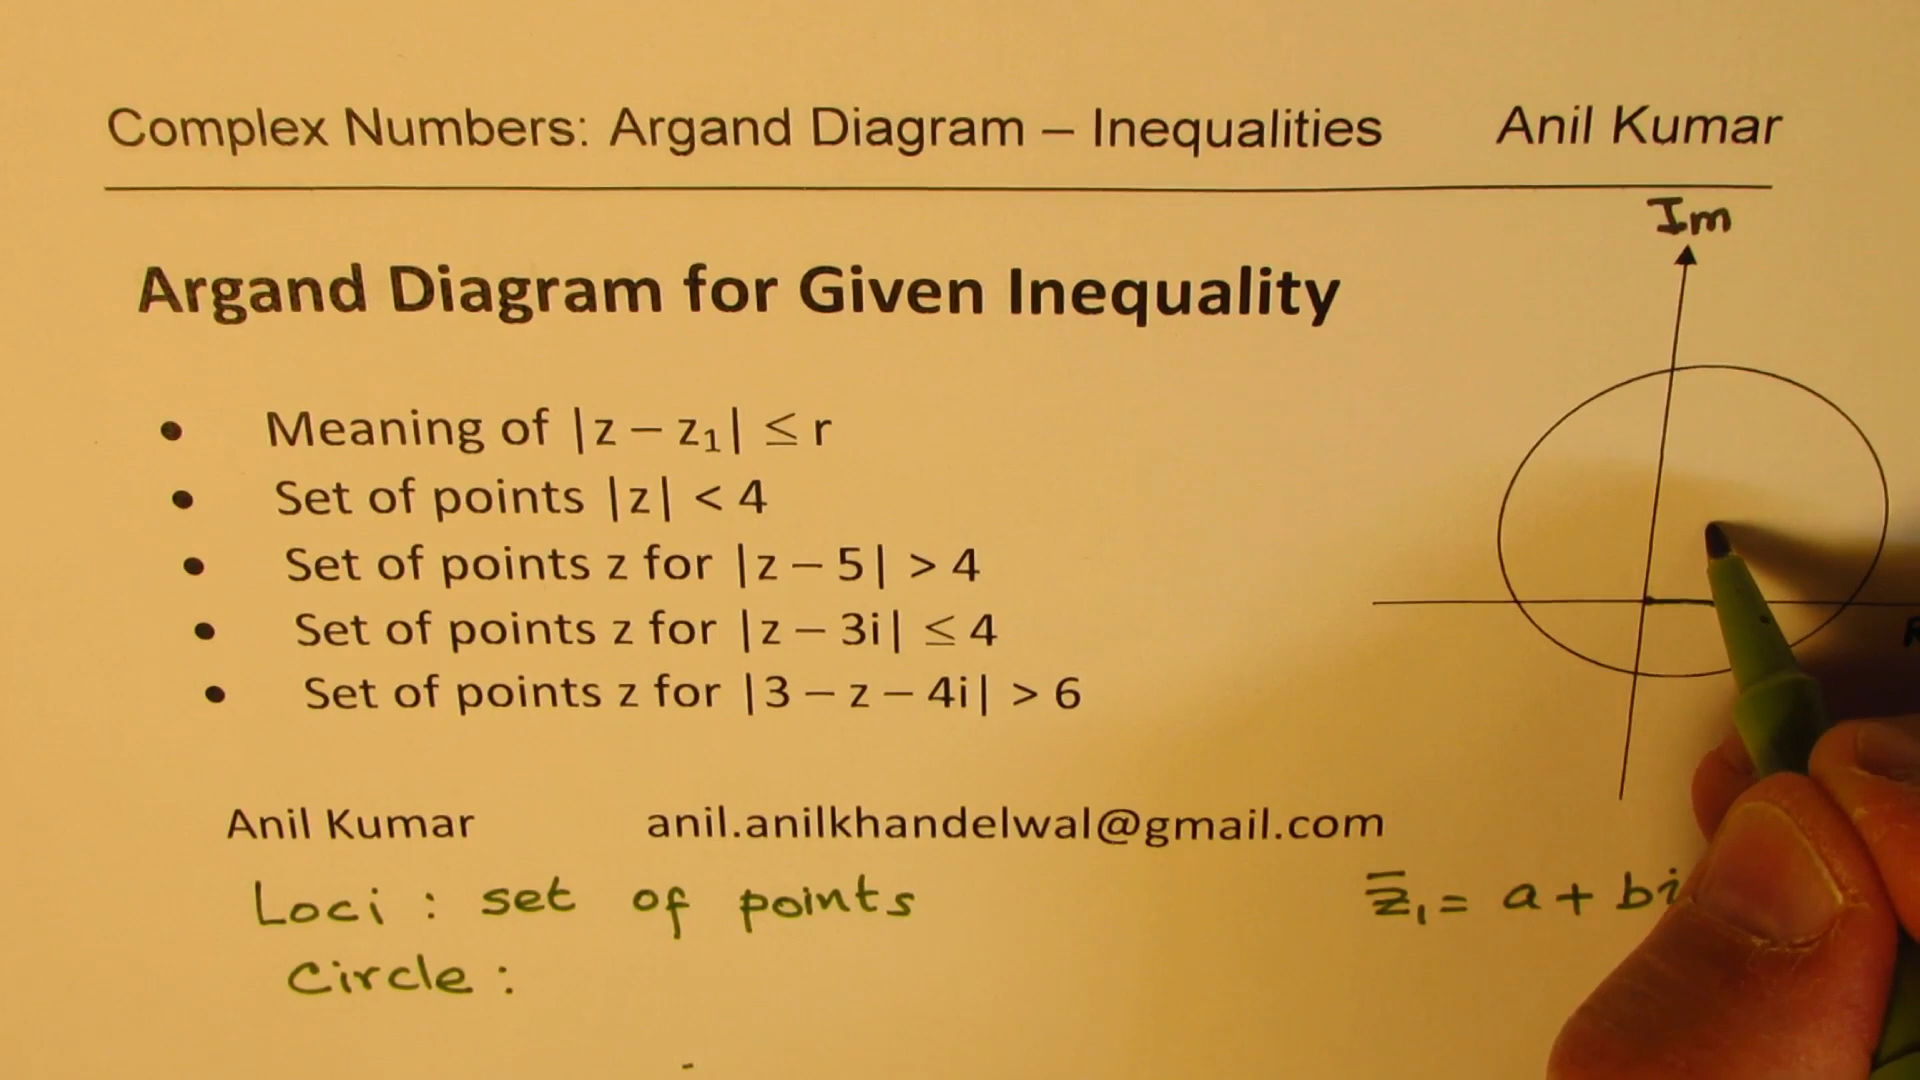 Complex Numbers: Argand Diagram – Inequalities Anil Kumar
Im
Argand Diagram for Given Inequality
• Meaning of |z – z₁| ≤ r
• Set of points |z| < 4
• Set of points z for |z – 5| > 4
• Set of points z for |z – 3i| ≤ 4
• Set of points z for |3 – z – 4i| > 6
Anil Kumar anil.anilkhandelwal@gmail.com
Loci : set of points
z̅₁ = a + bi
Circle :